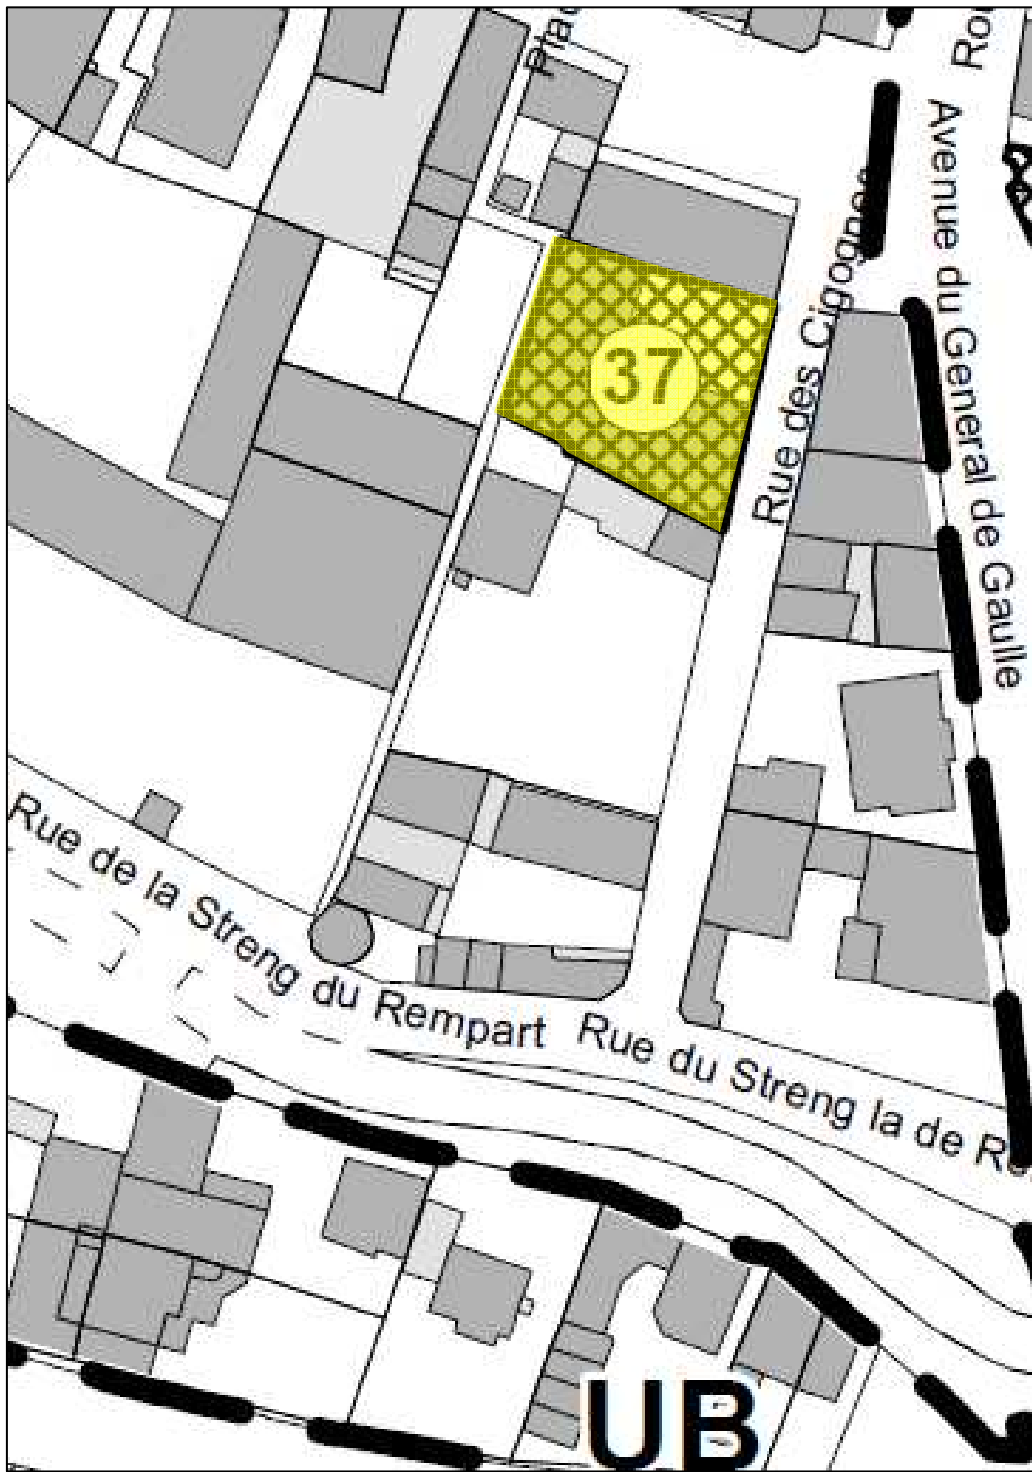 37
Rue des Cigognes
Avenue du General de Gaulle
Rue de la Streng du Rempart
Rue du Streng la de
UB